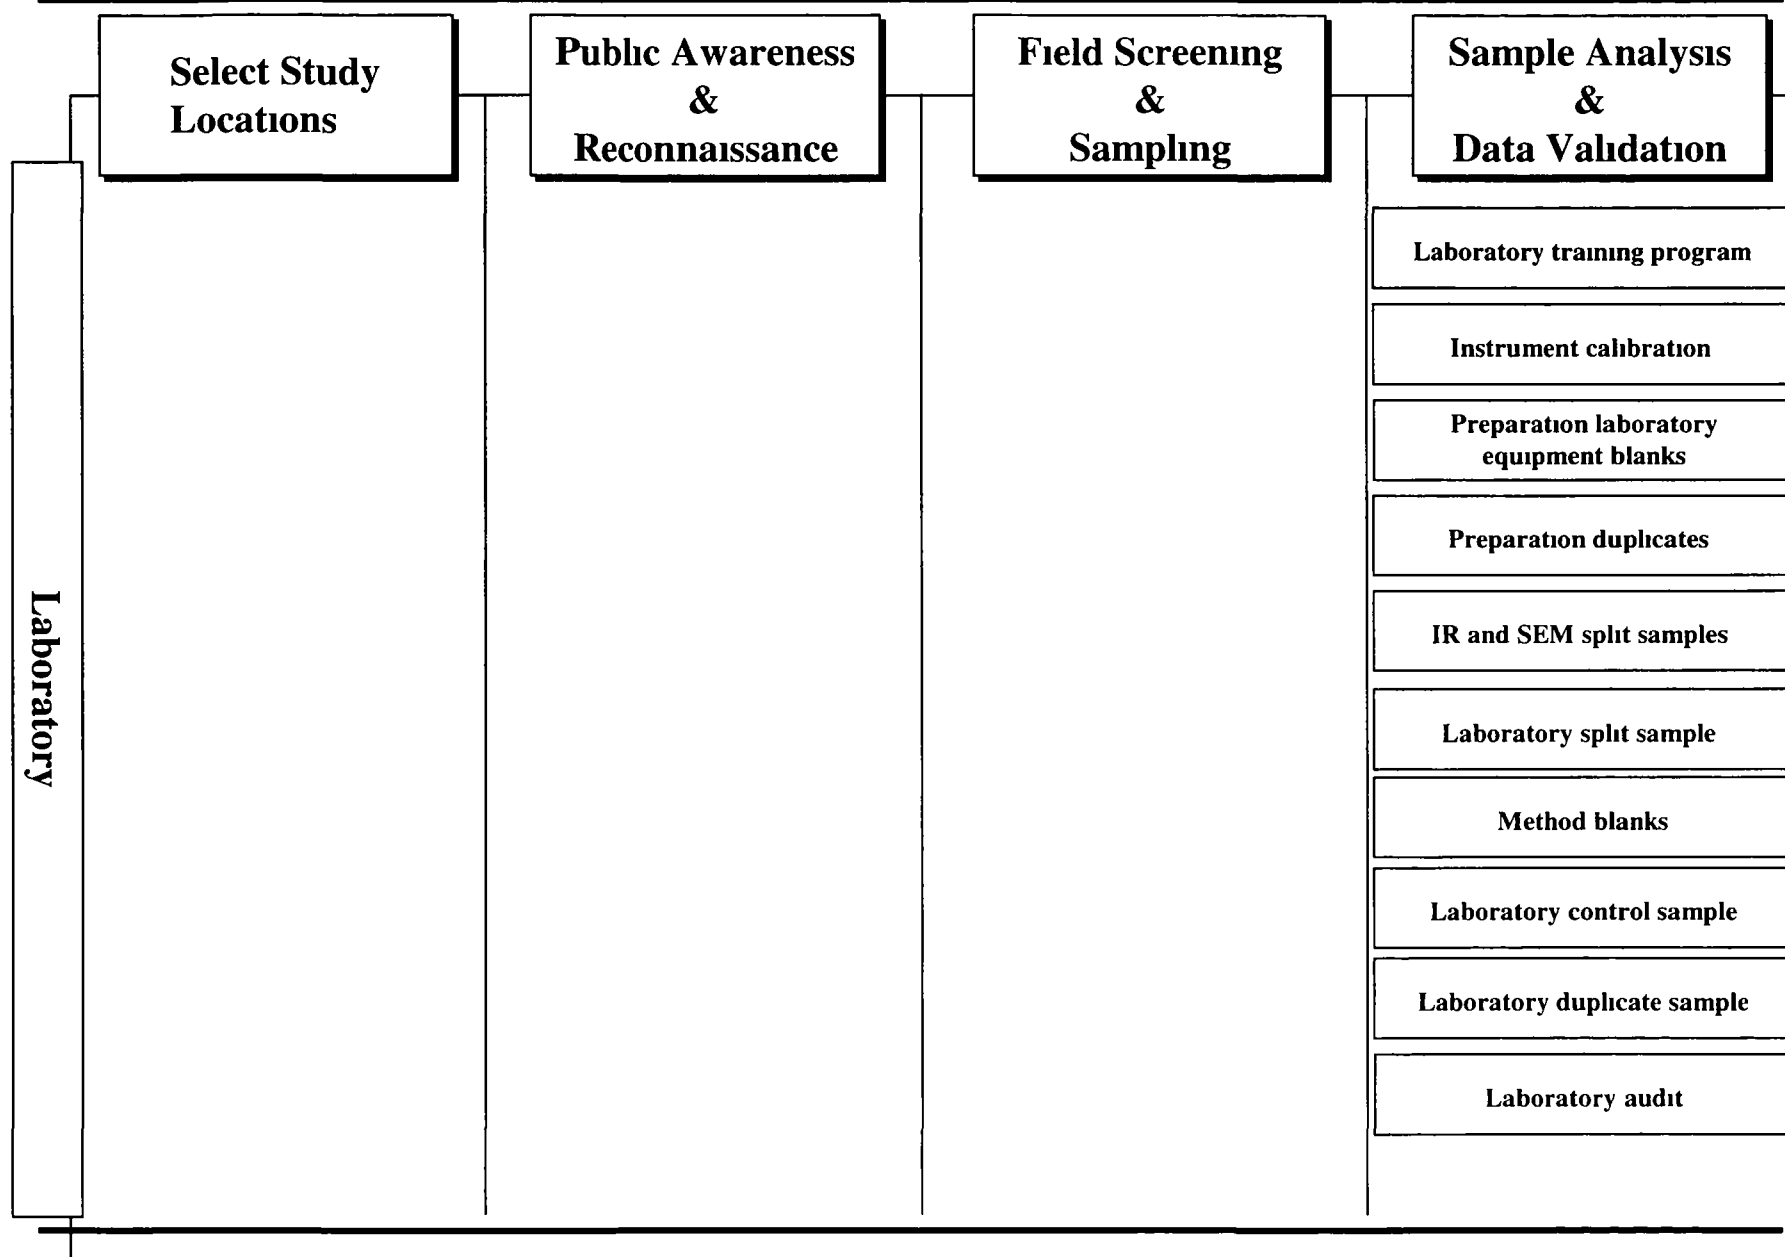 Select Study
Locations
Public Awareness
&
Reconnaissance
Field Screening
&
Sampling
Sample Analysis
&
Data Validation
Laboratory
Laboratory training program
Instrument calibration
Preparation laboratory
equipment blanks
Preparation duplicates
IR and SEM split samples
Laboratory split sample
Method blanks
Laboratory control sample
Laboratory duplicate sample
Laboratory audit